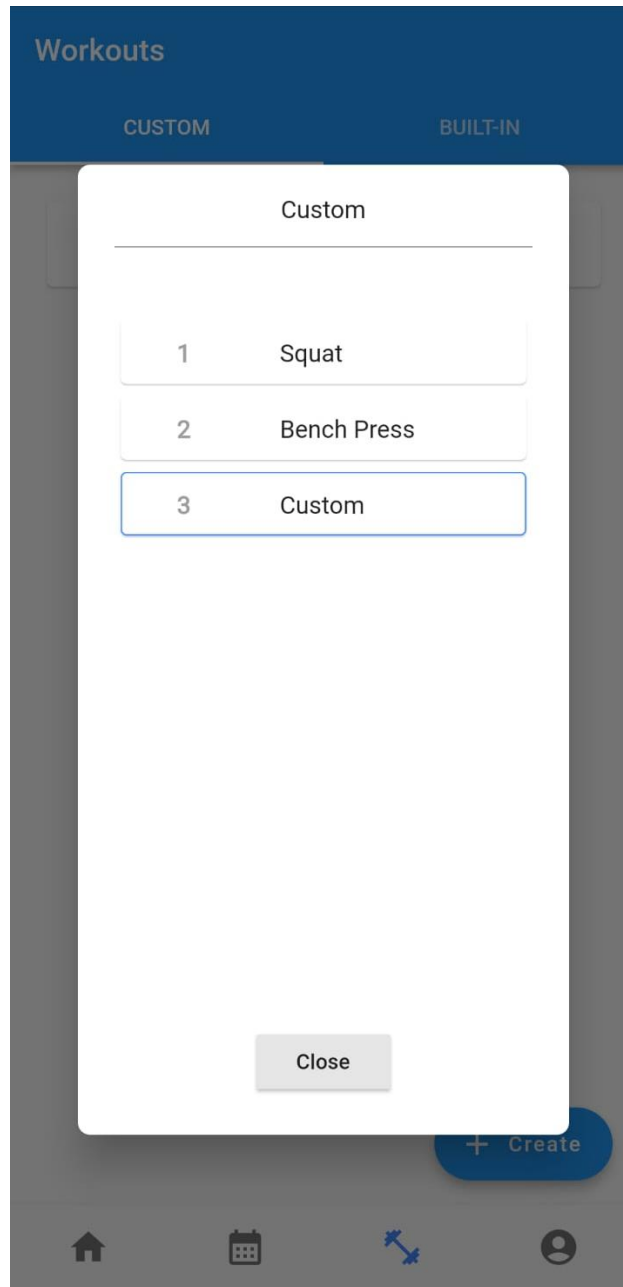 Workouts
CUSTOM BUILT-IN
Custom
1 Squat
2 Bench Press
3 Custom
Close
+ Create